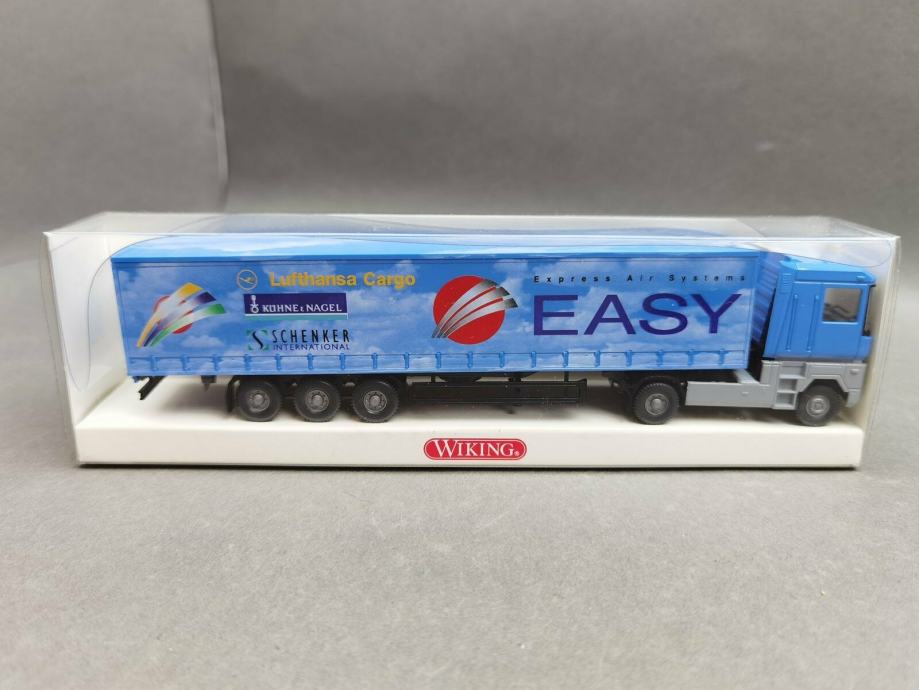 Lufthansa Cargo
KÜHNE & NAGEL
SCHENKER
INTERNATIONAL
Express Air Systems
EASY
WIKING®